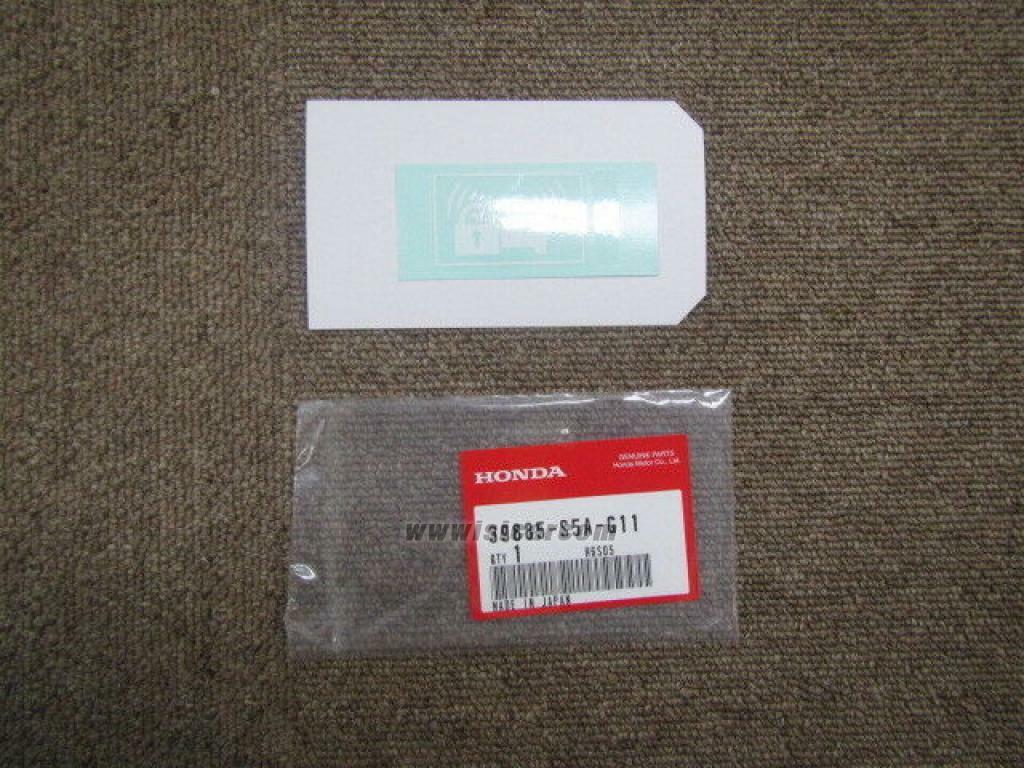 HONDA
GENUINE PARTS
Honda Motor Co., Ltd.
39885-S5A-G11
QTY 1
MADE IN JAPAN